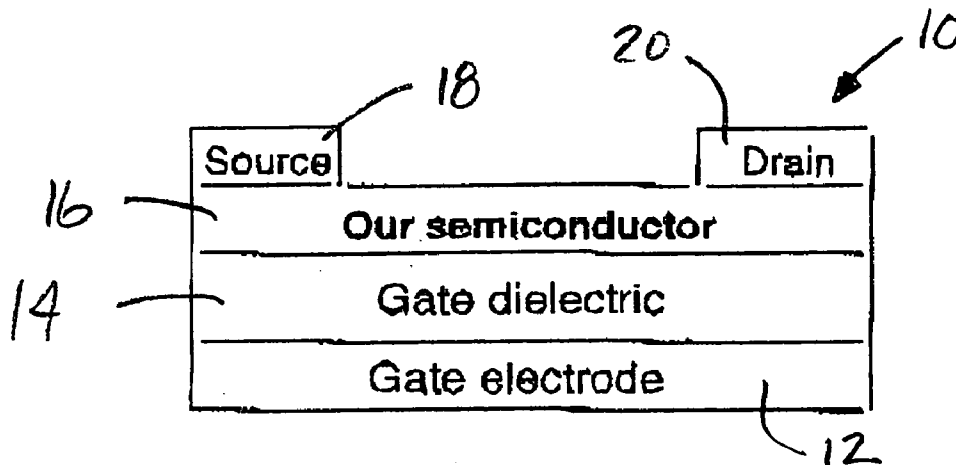 10
20
18
Source
Drain
16
Our semiconductor
14
Gate dielectric
Gate electrode
12